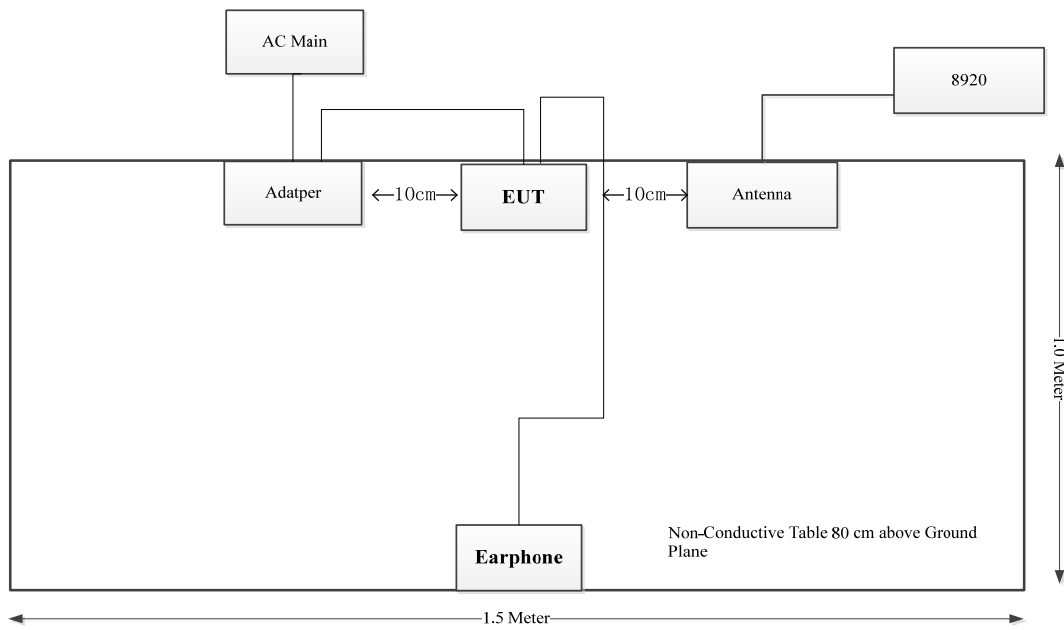 AC Main
8920
Adatper
10cm
EUT
10cm
Antenna
1.0 Meter
Non-Conductive Table 80 cm above Ground
Plane
Earphone
1.5 Meter